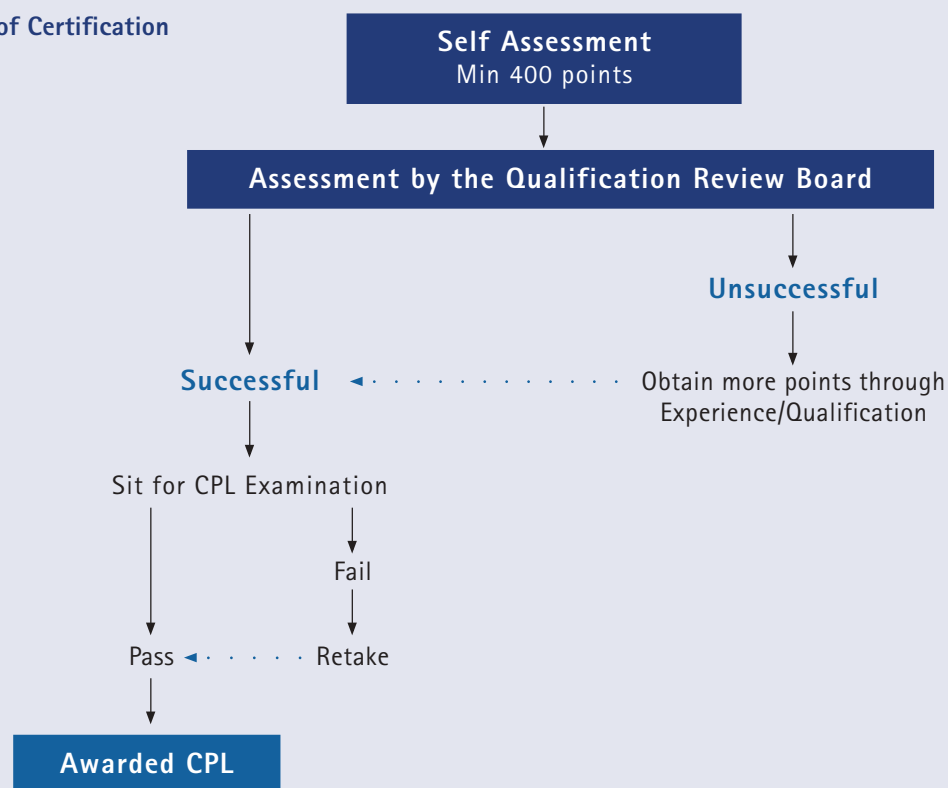 of Certification
Self Assessment
Min 400 points
Assessment by the Qualification Review Board
Unsuccessful
Successful
Obtain more points through
Experience/Qualification
Sit for CPL Examination
Fail
Pass
Retake
Awarded CPL